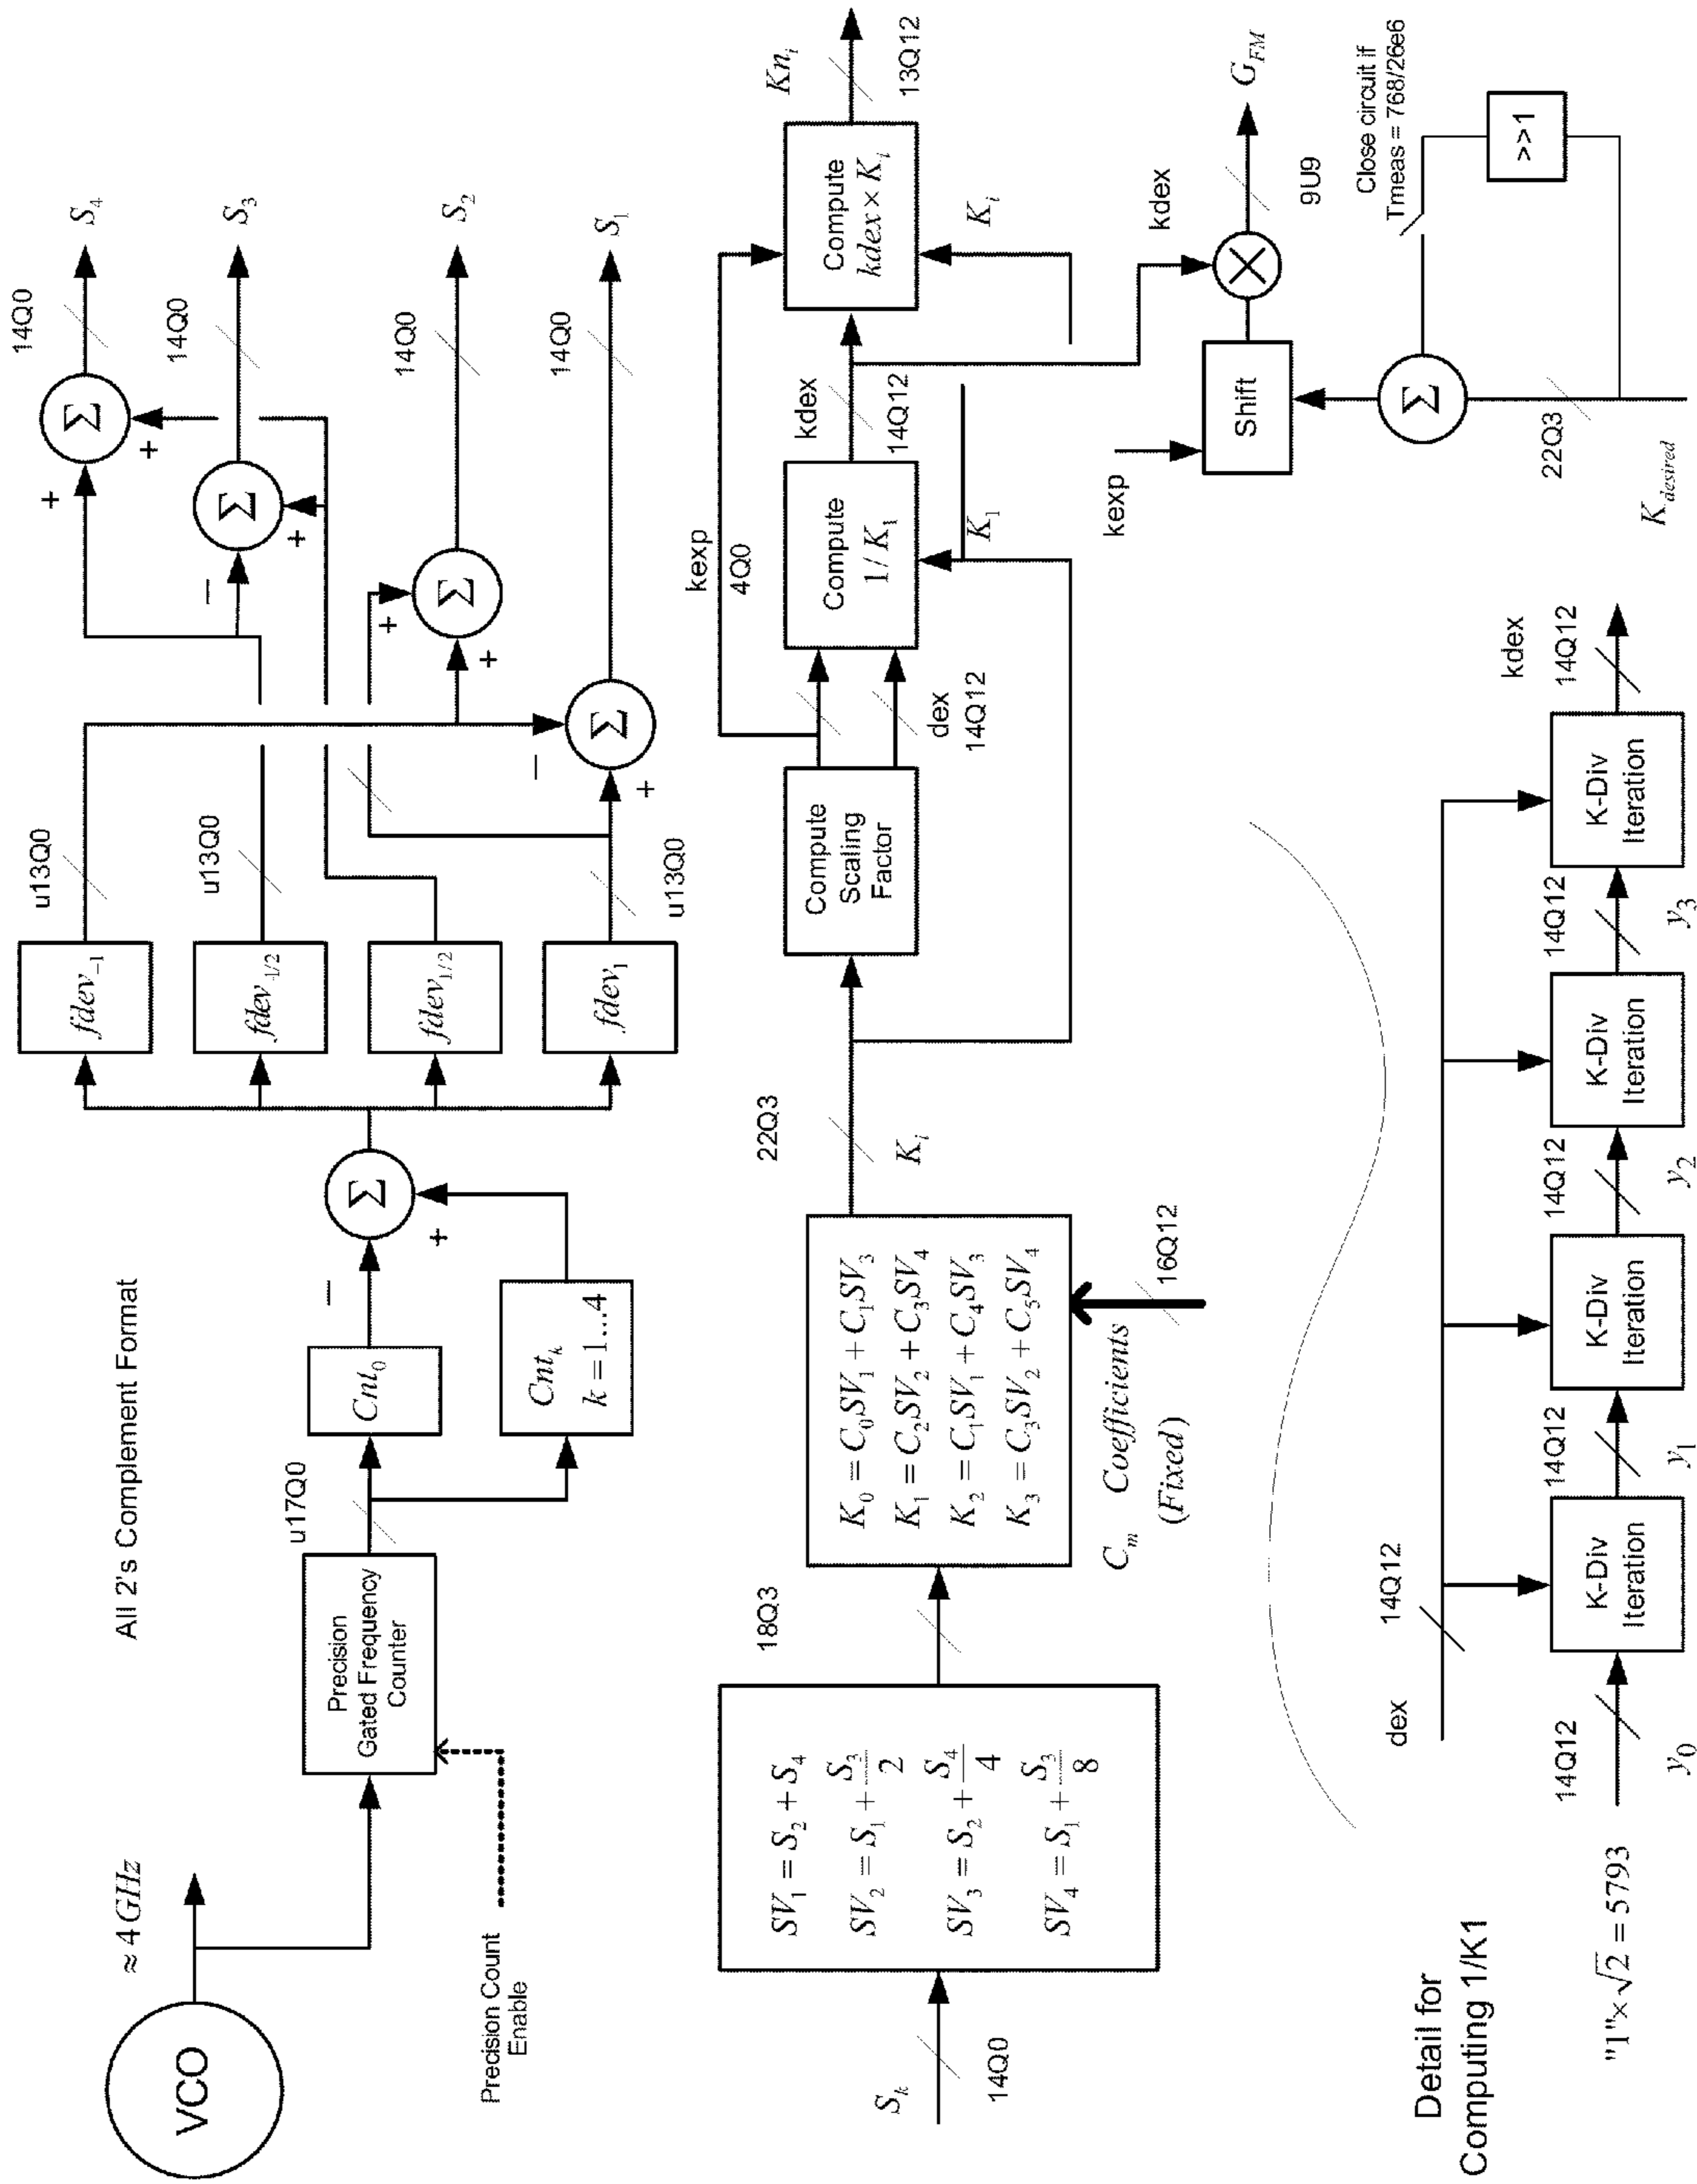 All 2's Complement Format
VCO
≈ 4 GHz
Precision Count
Enable
Precision
Gated Frequency
Counter
u17Q0
Cnt₀
Cntₖ
k = 1...4
−
+
Σ
fdev₋₁
fdev₋₁/₂
fdev₁/₂
fdev₁
u13Q0
u13Q0
u13Q0
+
+
Σ
14Q0
S₄
−
+
Σ
14Q0
S₃
+
+
Σ
14Q0
S₂
−
+
Σ
14Q0
S₁
Sₖ
14Q0
SV₁ = S₂ + S₄
SV₂ = S₁ + S₃/2
SV₃ = S₂ + S₄/4
SV₄ = S₁ + S₃/8
18Q3
K₀ = C₀SV₁ + C₁SV₃
K₁ = C₂SV₂ + C₃SV₄
K₂ = C₁SV₁ + C₄SV₃
K₃ = C₃SV₂ + C₅SV₄
Cₘ Coefficients
(Fixed)
16Q12
22Q3
Kᵢ
Compute
Scaling
Factor
kexp
4Q0
dex
14Q12
Compute
1/K₁
K₁
kdex
14Q12
Compute
kdex × Kᵢ
Kᵢ
Knᵢ
13Q12
kdex
G_FM
9U9
kexp
Shift
Σ
22Q3
K_desired
>>1
Close circuit if
Tmeas = 768/26e6
Detail for
Computing 1/K1
"1"×√2 = 5793
dex
14Q12
14Q12
y₀
K-Div
Iteration
14Q12
y₁
K-Div
Iteration
14Q12
y₂
K-Div
Iteration
14Q12
y₃
K-Div
Iteration
kdex
14Q12